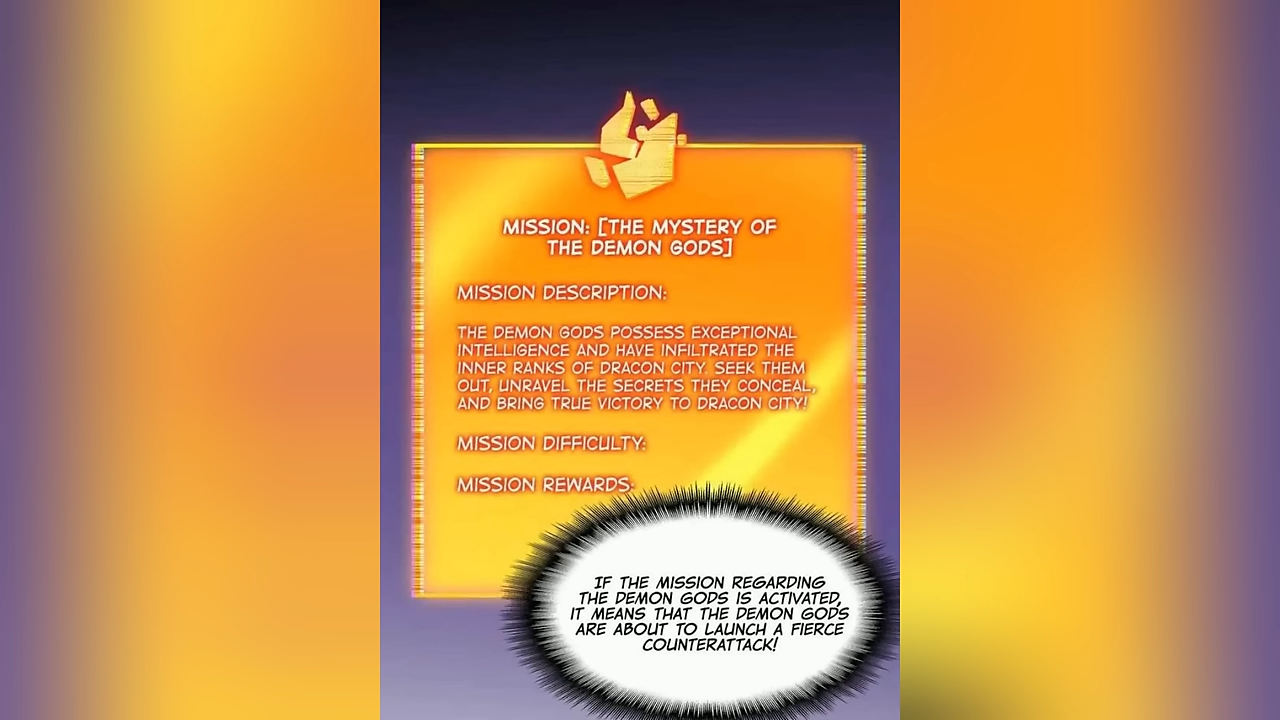 MISSION: [THE MYSTERY OF
THE DEMON GODS]
MISSION DESCRIPTION:
THE DEMON GODS POSSESS EXCEPTIONAL
INTELLIGENCE AND HAVE INFILTRATED THE
INNER RANKS OF DRACON CITY. SEEK THEM
OUT, UNRAVEL THE SECRETS THEY CONCEAL,
AND BRING TRUE VICTORY TO DRACON CITY!
MISSION DIFFICULTY:
MISSION REWARDS:
IF THE MISSION REGARDING
THE DEMON GODS IS ACTIVATED,
IT MEANS THAT THE DEMON GODS
ARE ABOUT TO LAUNCH A FIERCE
COUNTERATTACK!